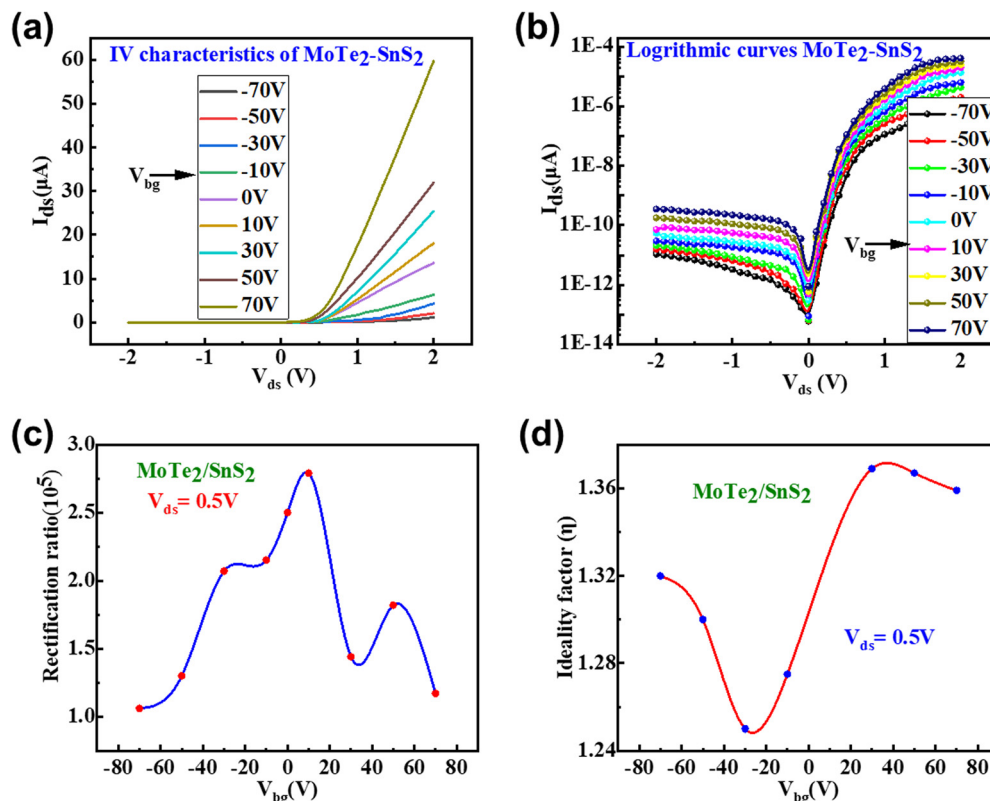 (a)
IV characteristics of MoTe2-SnS2
60
50
40
30
20
10
0
Ids(μA)
Vbg
-70V
-50V
-30V
-10V
0V
10V
30V
50V
70V
-2
-1
0
1
2
Vds (V)
(b)
Logrithmic curves MoTe2-SnS2
1E-4
1E-6
1E-8
1E-10
1E-12
1E-14
Ids(μA)
Vbg
-70V
-50V
-30V
-10V
0V
10V
30V
50V
70V
-2
-1
0
1
2
Vds (V)
(c)
MoTe2/SnS2
Vds= 0.5V
3.0
2.5
2.0
1.5
1.0
Rectification ratio(10^5)
-80 -60 -40 -20 0 20 40 60 80
Vbg(V)
(d)
MoTe2/SnS2
Vds= 0.5V
1.36
1.32
1.28
1.24
Ideality factor (η)
-80 -60 -40 -20 0 20 40 60 80
Vbg(V)